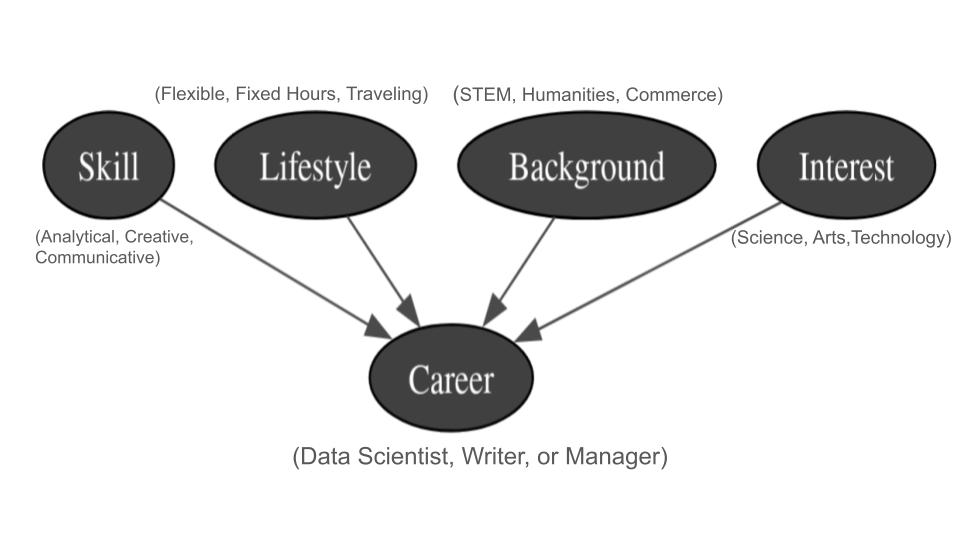 (Flexible, Fixed Hours, Traveling)
(STEM, Humanities, Commerce)
Skill
Lifestyle
Background
Interest
(Analytical, Creative,
Communicative)
(Science, Arts,Technology)
Career
(Data Scientist, Writer, or Manager)